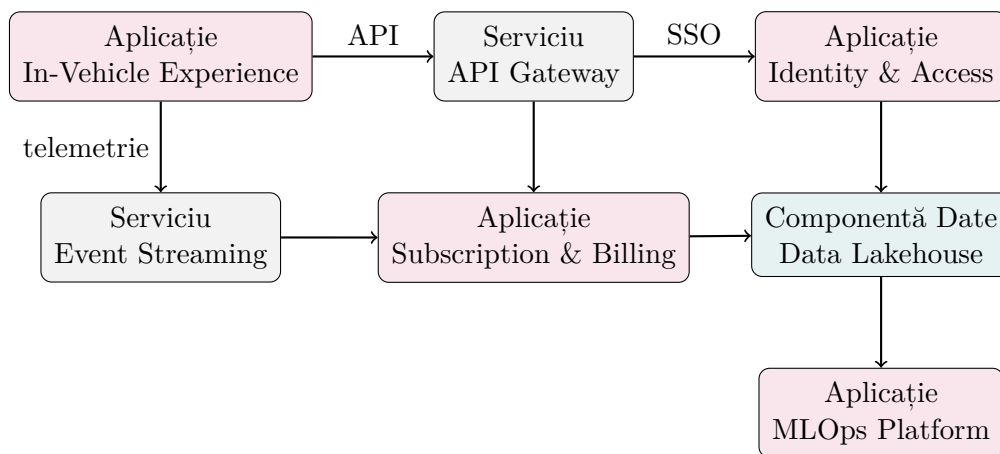 Aplicație
In-Vehicle Experience
API
Serviciu
API Gateway
SSO
Aplicație
Identity & Access
telemetrie
Serviciu
Event Streaming
Aplicație
Subscription & Billing
Componentă Date
Data Lakehouse
Aplicație
MLOps Platform